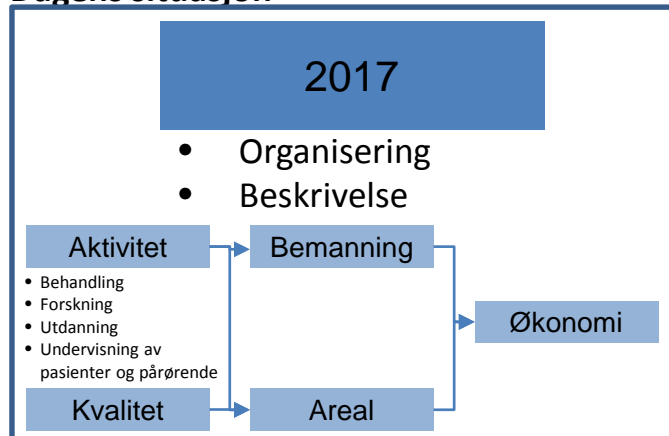 2017
• Organisering
• Beskrivelse
Aktivitet
Bemanning
• Behandling
• Forskning
• Utdanning
• Undervisning av
pasienter og pårørende
Økonomi
Kvalitet
Areal